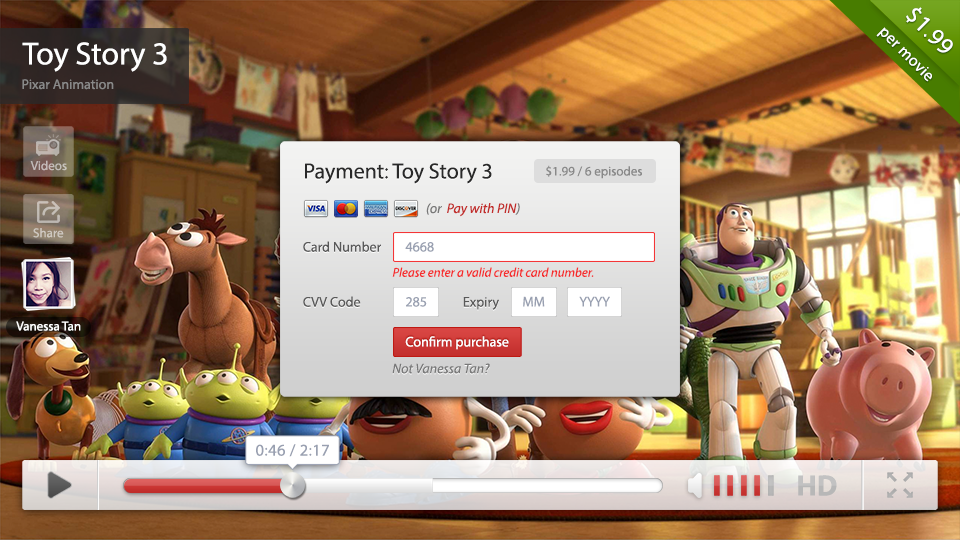 Toy Story 3
Pixar Animation
$1.99
per movie
Videos
Share
Vanessa Tan
Payment: Toy Story 3
$1.99 / 6 episodes
VISA DISCOVER (or Pay with PIN)
Card Number 4668
Please enter a valid credit card number.
CVV Code 285 Expiry MM YYYY
Confirm purchase
Not Vanessa Tan?
0:46 / 2:17
HD